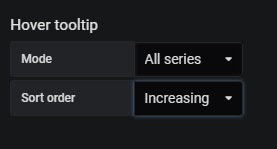 Hover tooltip
Mode All series
Sort order Increasing